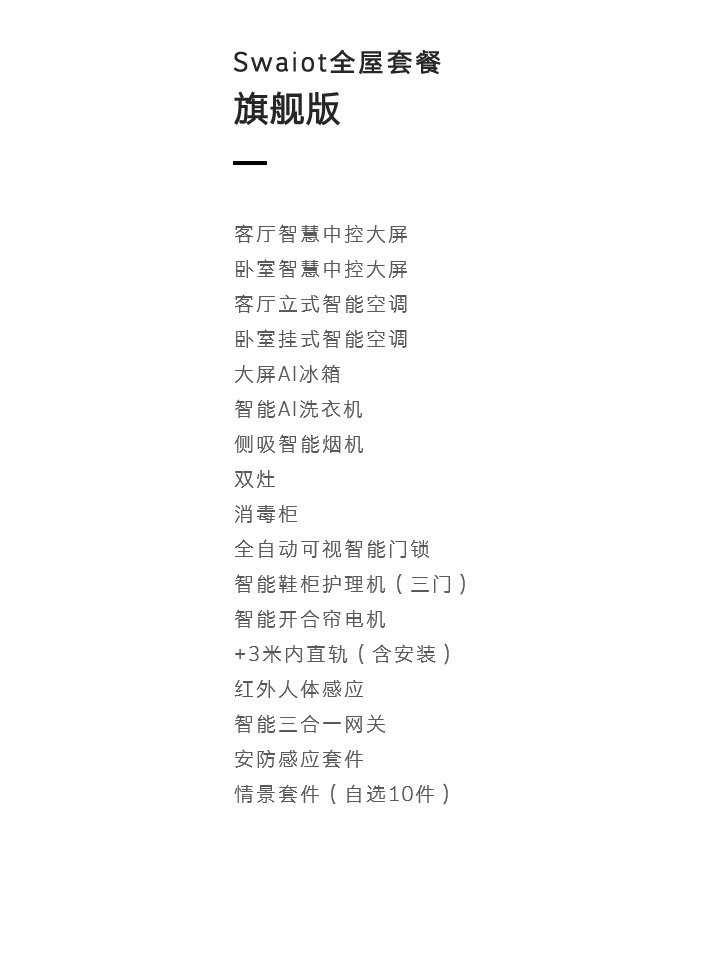 Swaiot全屋套餐
旗舰版
客厅智慧中控大屏
卧室智慧中控大屏
客厅立式智能空调
卧室挂式智能空调
大屏AI冰箱
智能AI洗衣机
侧吸智能烟机
双灶
消毒柜
全自动可视智能门锁
智能鞋柜护理机（三门）
智能开合帘电机
+3米内直轨（含安装）
红外人体感应
智能三合一网关
安防感应套件
情景套件（自选10件）